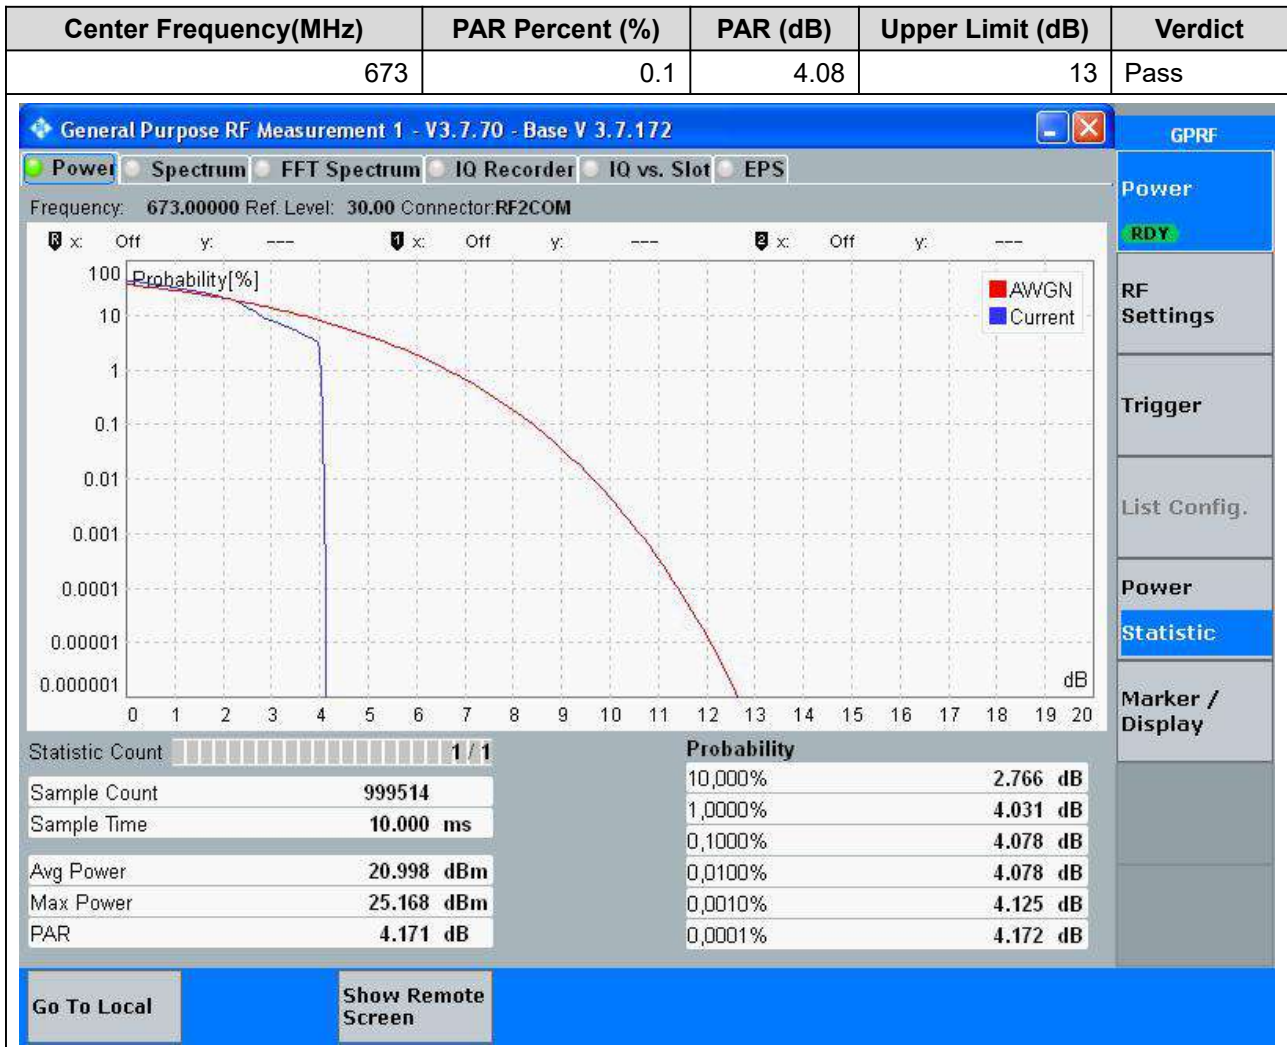 Center Frequency(MHz) PAR Percent (%) PAR (dB) Upper Limit (dB) Verdict
673 0.1 4.08 13 Pass
General Purpose RF Measurement 1 - V3.7.70 - Base V 3.7.172
GPRF
Power Spectrum FFT Spectrum IQ Recorder IQ vs. Slot EPS
Power
RDY
Frequency: 673.00000 Ref. Level: 30.00 Connector:RF2COM
R x: Off y: --- 1 x: Off y: --- 2 x: Off y: ---
Probability[%]
100
10
1
0.1
0.01
0.001
0.0001
0.00001
0.000001
AWGN
Current
dB
0 1 2 3 4 5 6 7 8 9 10 11 12 13 14 15 16 17 18 19 20
RF
Settings
Trigger
List Config.
Power
Statistic
Marker /
Display
Statistic Count 1 / 1
Sample Count 999514
Sample Time 10.000 ms
Avg Power 20.998 dBm
Max Power 25.168 dBm
PAR 4.171 dB
Probability
10,000% 2.766 dB
1,0000% 4.031 dB
0,1000% 4.078 dB
0,0100% 4.078 dB
0,0010% 4.125 dB
0,0001% 4.172 dB
Go To Local
Show Remote
Screen